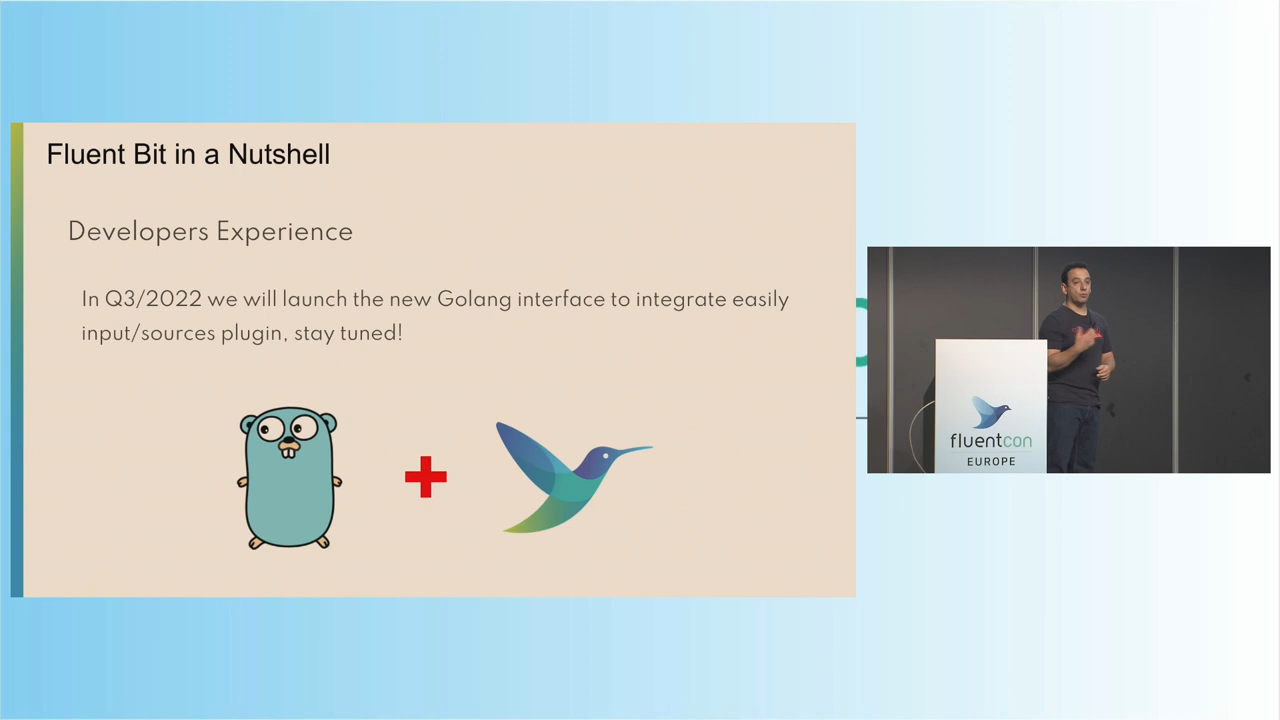 Fluent Bit in a Nutshell
Developers Experience
In Q3/2022 we will launch the new Golang interface to integrate easily
input/sources plugin, stay tuned!
fluentcon
EUROPE